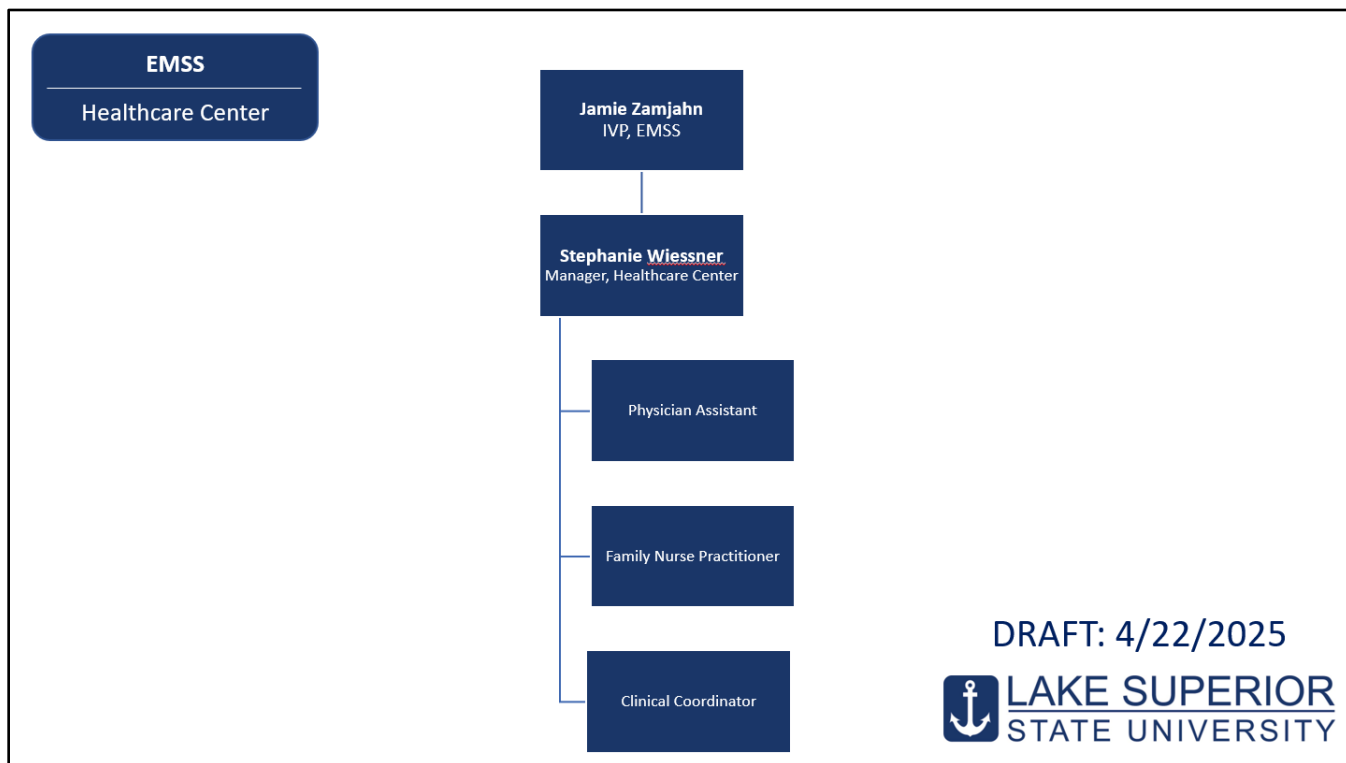 EMSS
Healthcare Center
Jamie Zamjahn
IVP, EMSS
Stephanie Wiessner
Manager, Healthcare Center
Physician Assistant
Family Nurse Practitioner
Clinical Coordinator
DRAFT: 4/22/2025
LAKE SUPERIOR
STATE UNIVERSITY